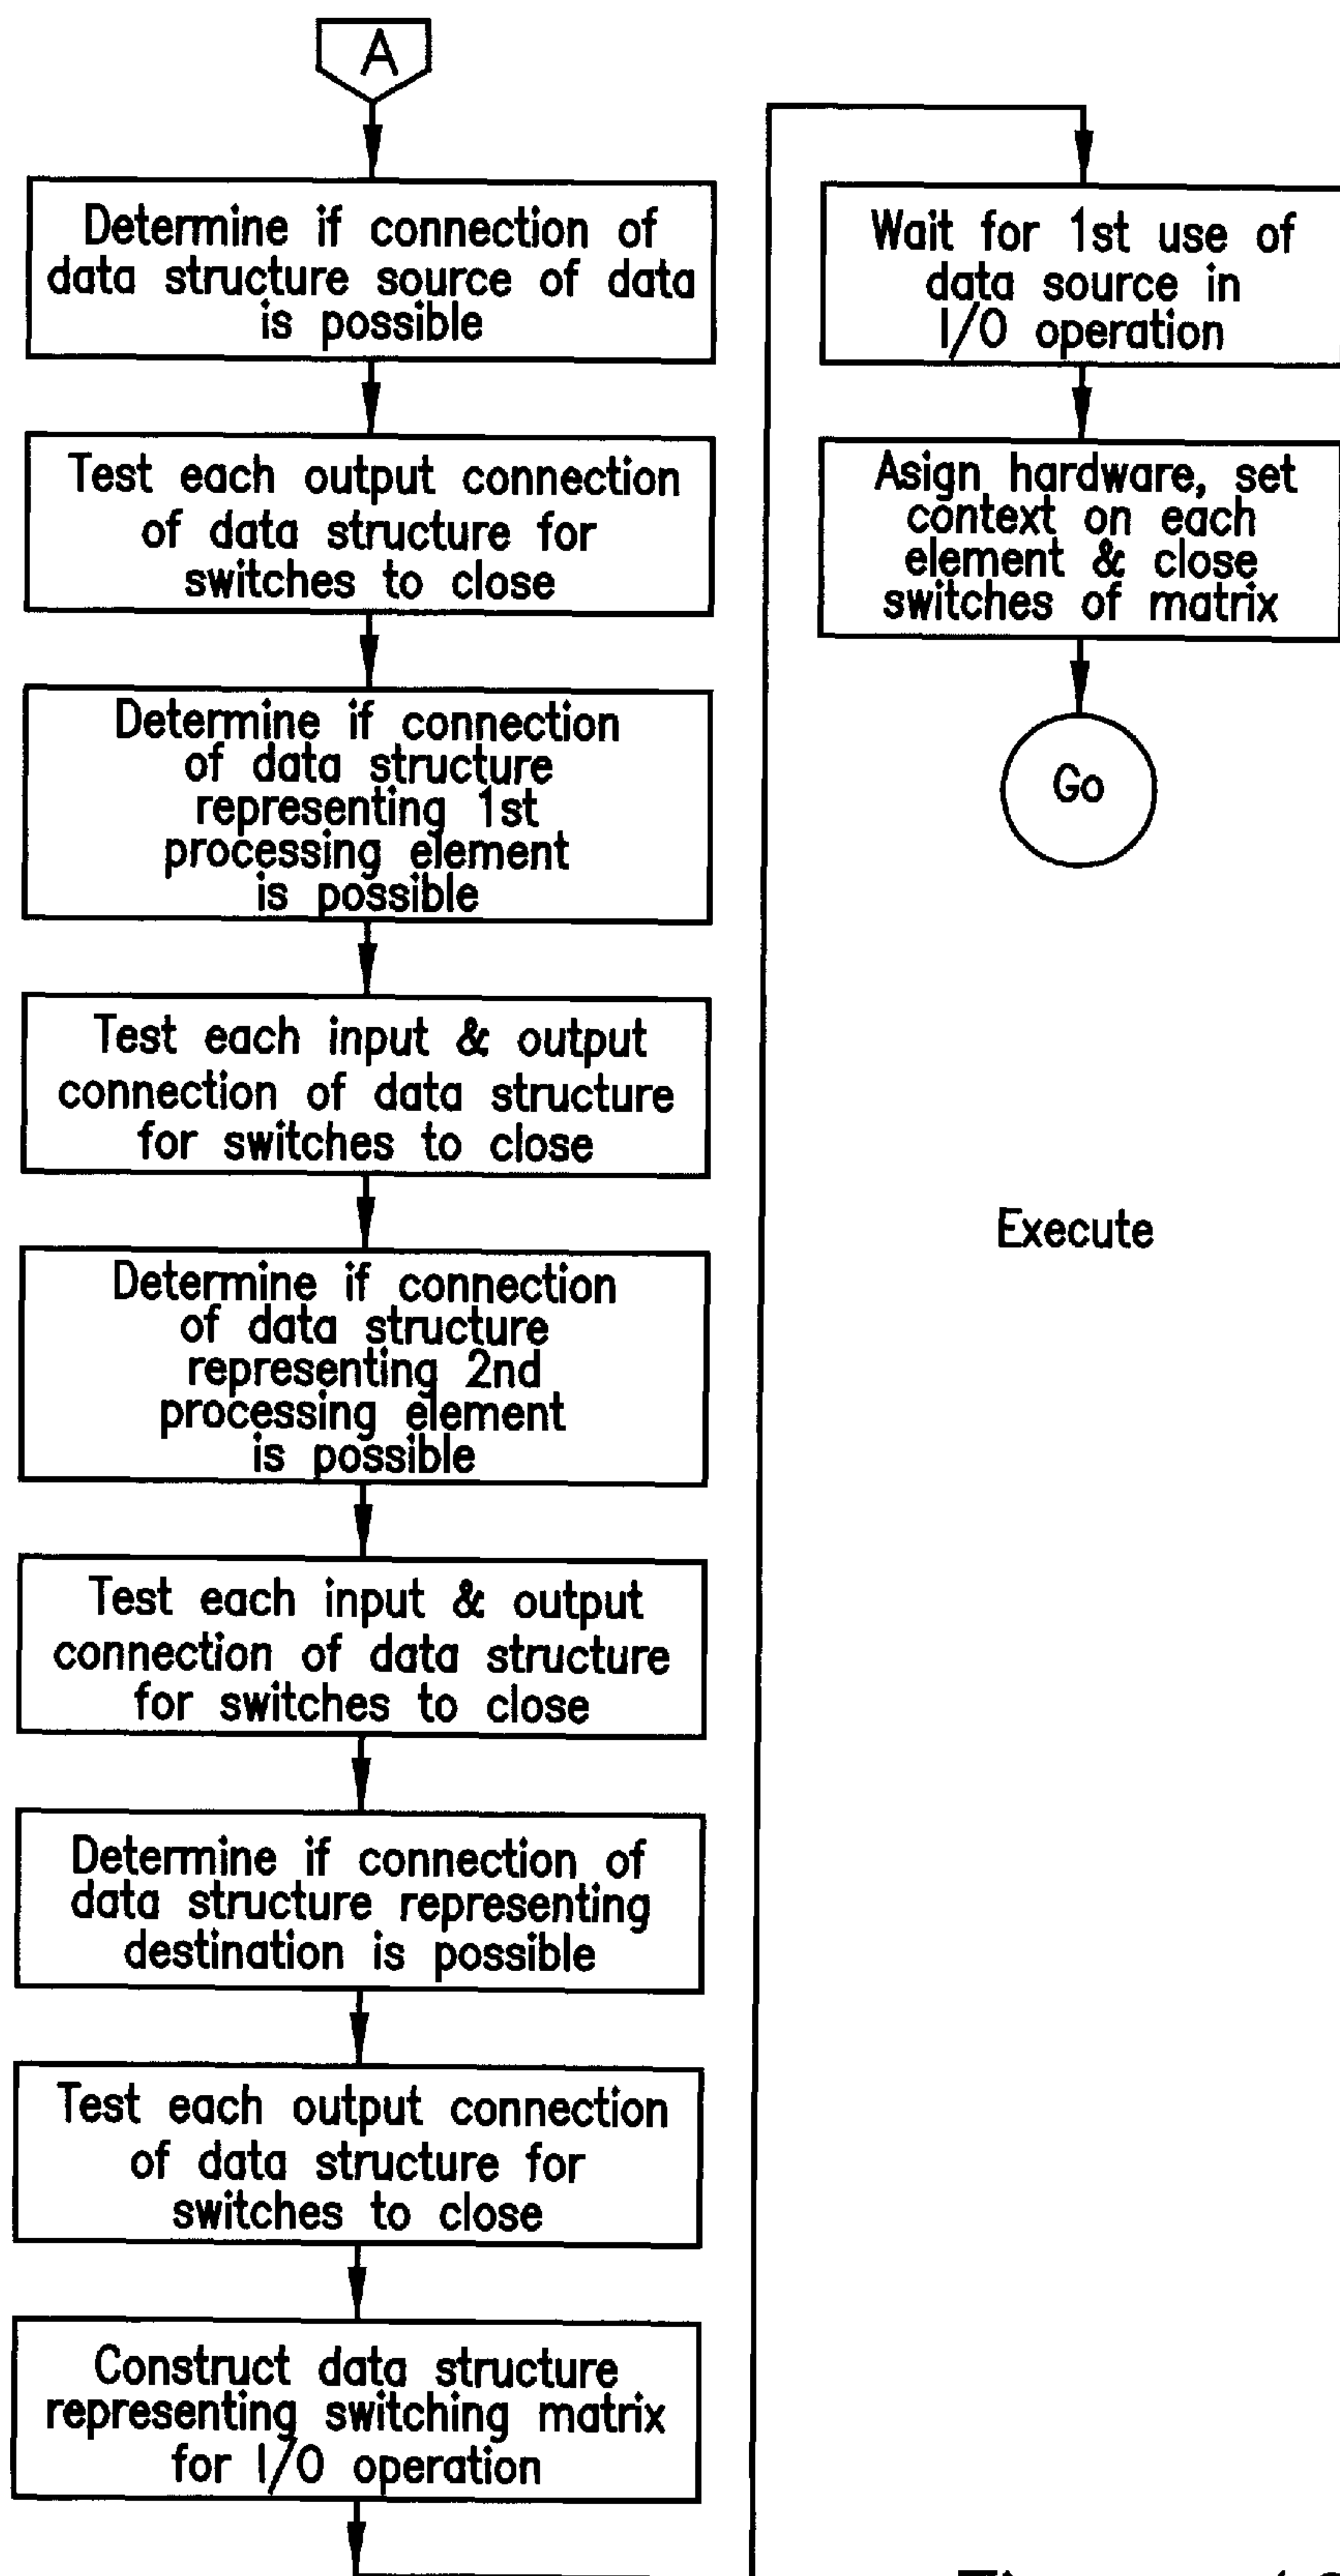 A
Determine if connection of
data structure source of data
is possible
Test each output connection
of data structure for
switches to close
Determine if connection
of data structure
representing 1st
processing element
is possible
Test each input & output
connection of data structure
for switches to close
Determine if connection
of data structure
representing 2nd
processing element
is possible
Test each input & output
connection of data structure
for switches to close
Determine if connection of
data structure representing
destination is possible
Test each output connection
of data structure for
switches to close
Construct data structure
representing switching matrix
for I/O operation
Wait for 1st use of
data source in
I/O operation
Asign hardware, set
context on each
element & close
switches of matrix
Go
Execute